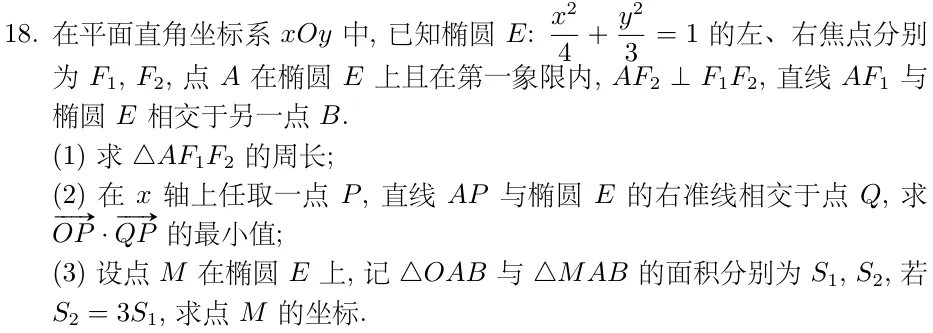 18. 在平面直角坐标系 xOy 中, 已知椭圆 E: x²/4 + y²/3 = 1 的左、右焦点分别
为 F₁, F₂, 点 A 在椭圆 E 上且在第一象限内, AF₂ ⊥ F₁F₂, 直线 AF₁ 与
椭圆 E 相交于另一点 B.
(1) 求 △AF₁F₂ 的周长;
(2) 在 x 轴上任取一点 P, 直线 AP 与椭圆 E 的右准线相交于点 Q, 求
$\overrightarrow{OP} \cdot \overrightarrow{QP}$ 的最小值;
(3) 设点 M 在椭圆 E 上, 记 △OAB 与 △MAB 的面积分别为 S₁, S₂, 若
S₂ = 3S₁, 求点 M 的坐标.